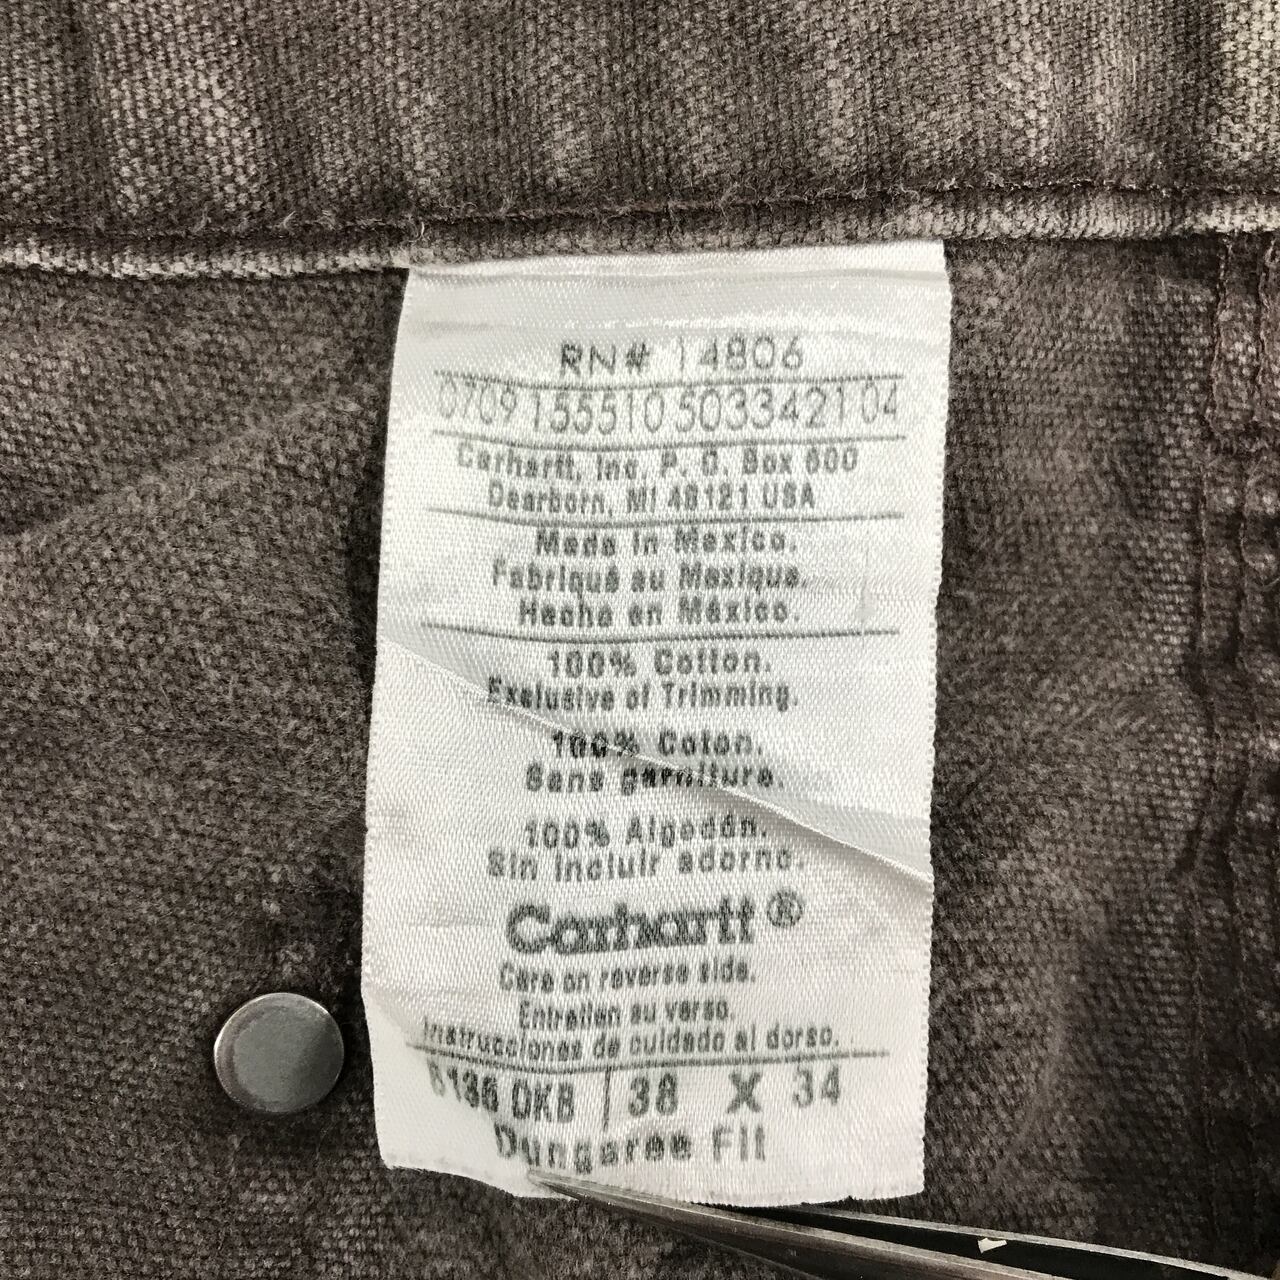 RN# 14806
0709 155510 5033421 04
Carhartt, Inc. P. O. Box 600
Dearborn, MI 48121 USA
Made in Mexico.
Fabriqué au Mexique.
Hecho en México.
100% Cotton.
Exclusive of Trimming.
100% Coton.
Sans garniture.
100% Algodón.
Sin incluir adorno.
Carhartt®
Care on reverse side.
Entretien au verso.
Instrucciones de cuidado al dorso.
DKB 38 X 34
Dungaree Fit